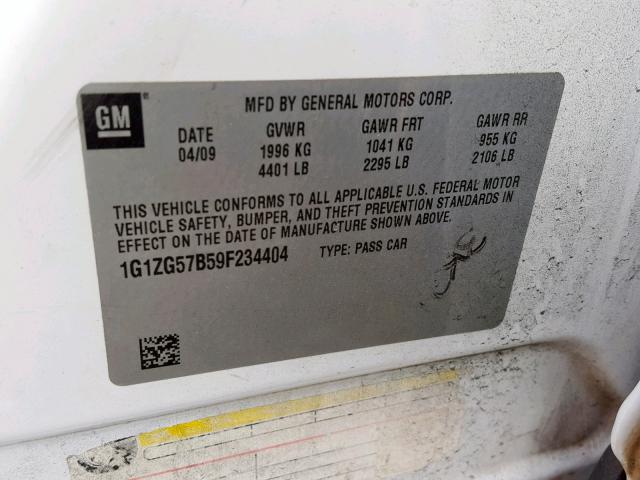 GM
MFD BY GENERAL MOTORS CORP.
DATE GVWR GAWR FRT GAWR RR
04/09 1996 KG 1041 KG 955 KG
4401 LB 2295 LB 2106 LB
THIS VEHICLE CONFORMS TO ALL APPLICABLE U.S. FEDERAL MOTOR
VEHICLE SAFETY, BUMPER, AND THEFT PREVENTION STANDARDS IN
EFFECT ON THE DATE OF MANUFACTURE SHOWN ABOVE.
1G1ZG57B59F234404 TYPE: PASS CAR